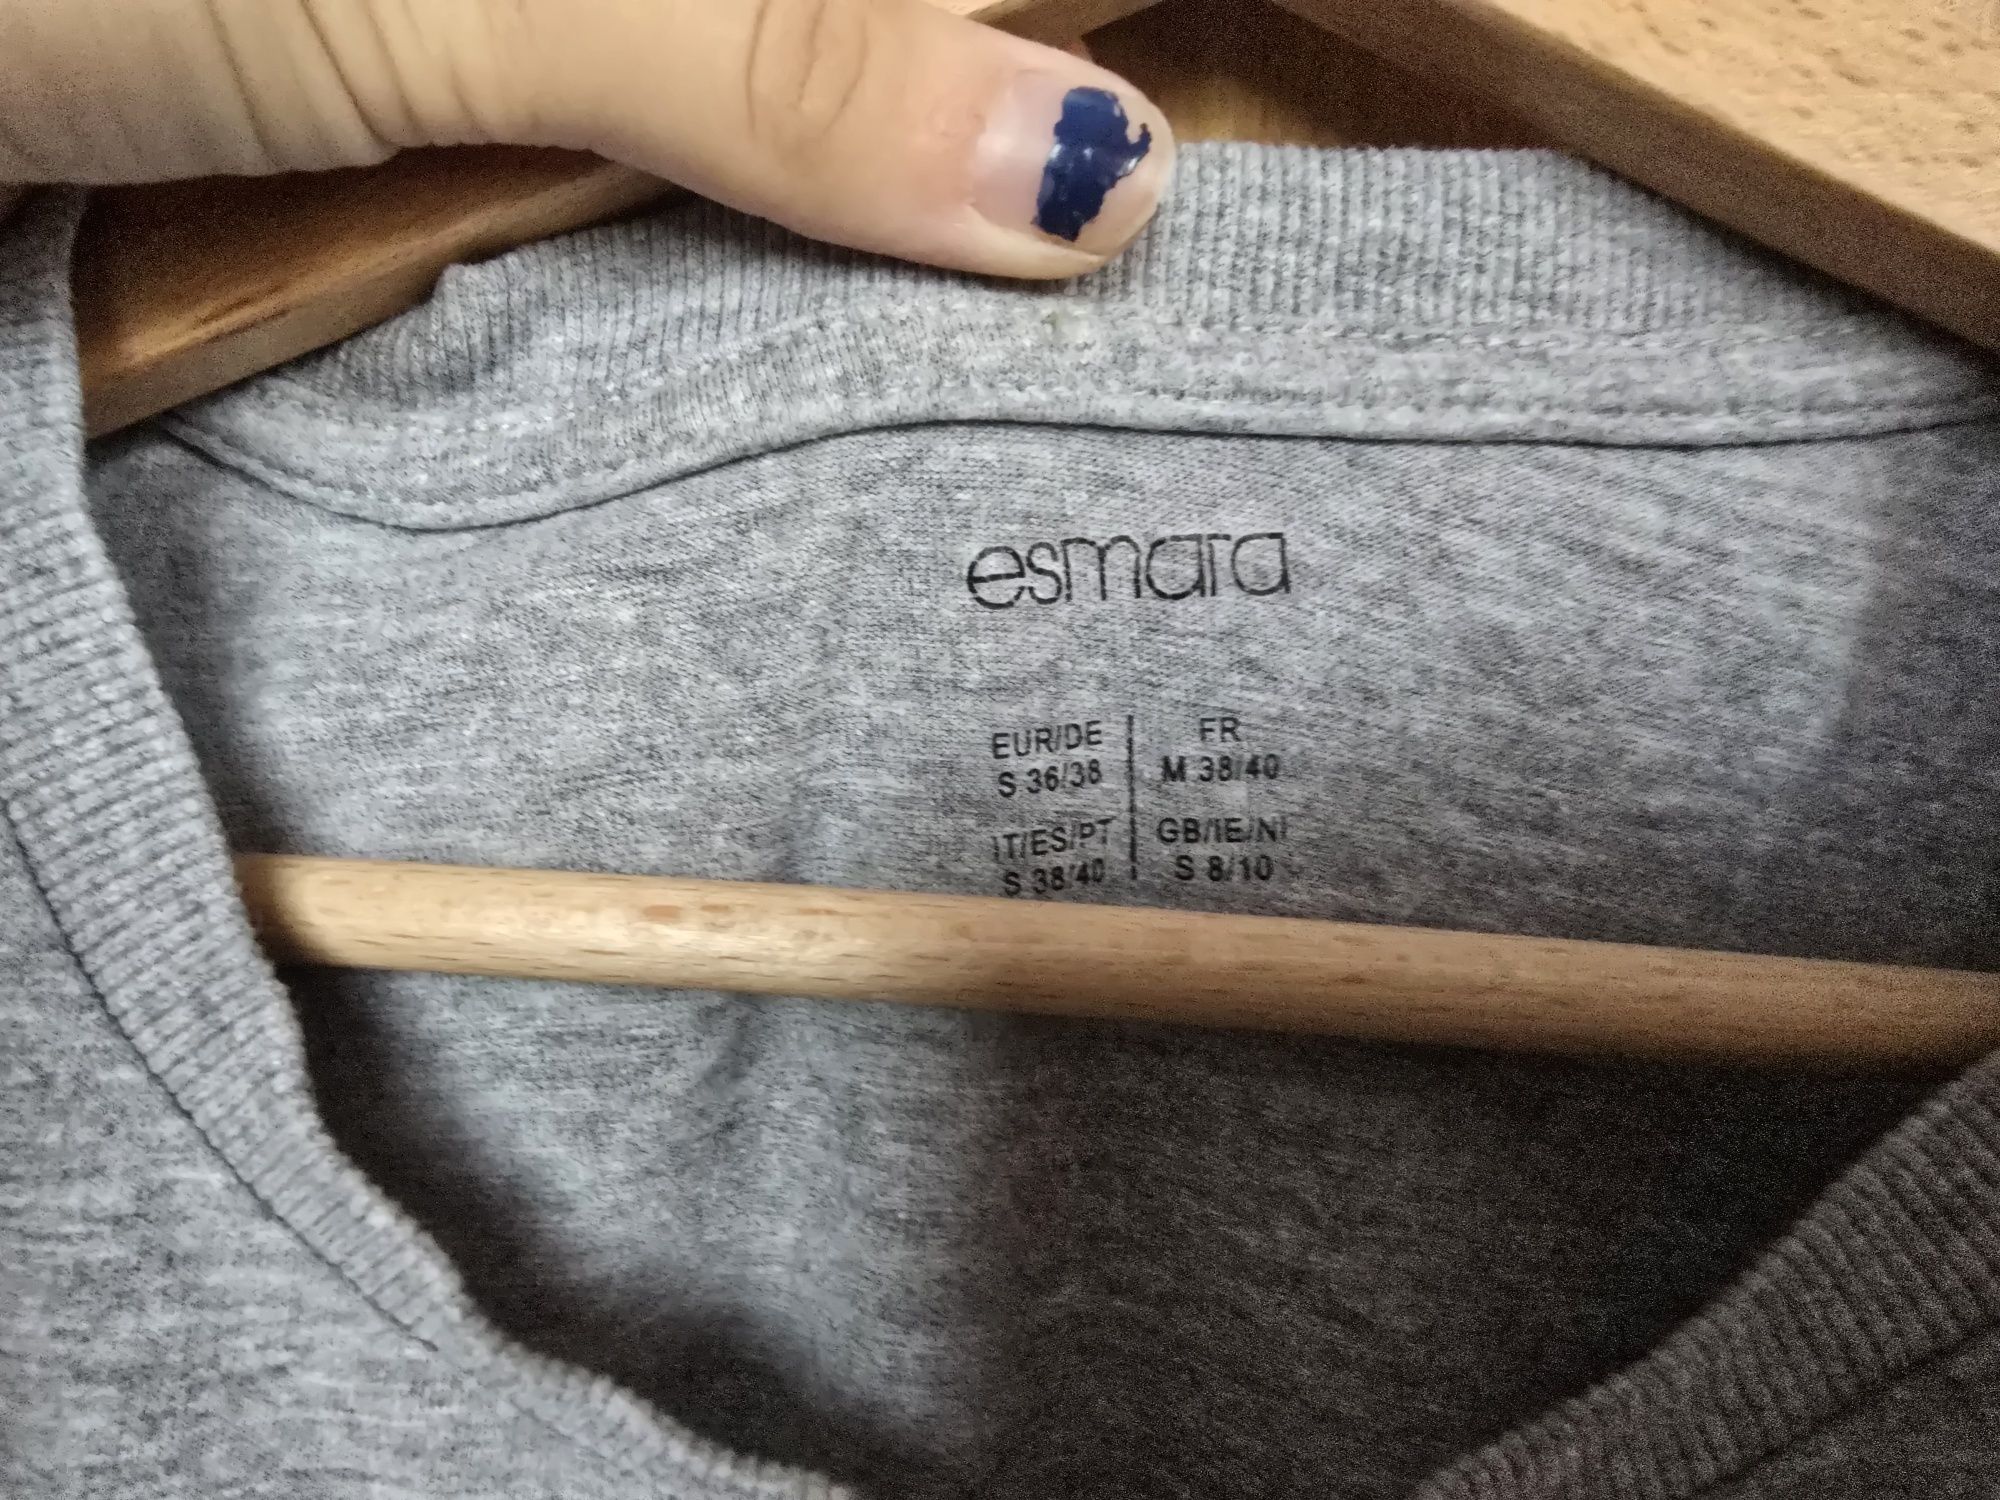 esmara
EUR/DE
S 36/38
FR
M 38/40
IT/ES/PT
S 38/40
GB/IE/NI
S 8/10